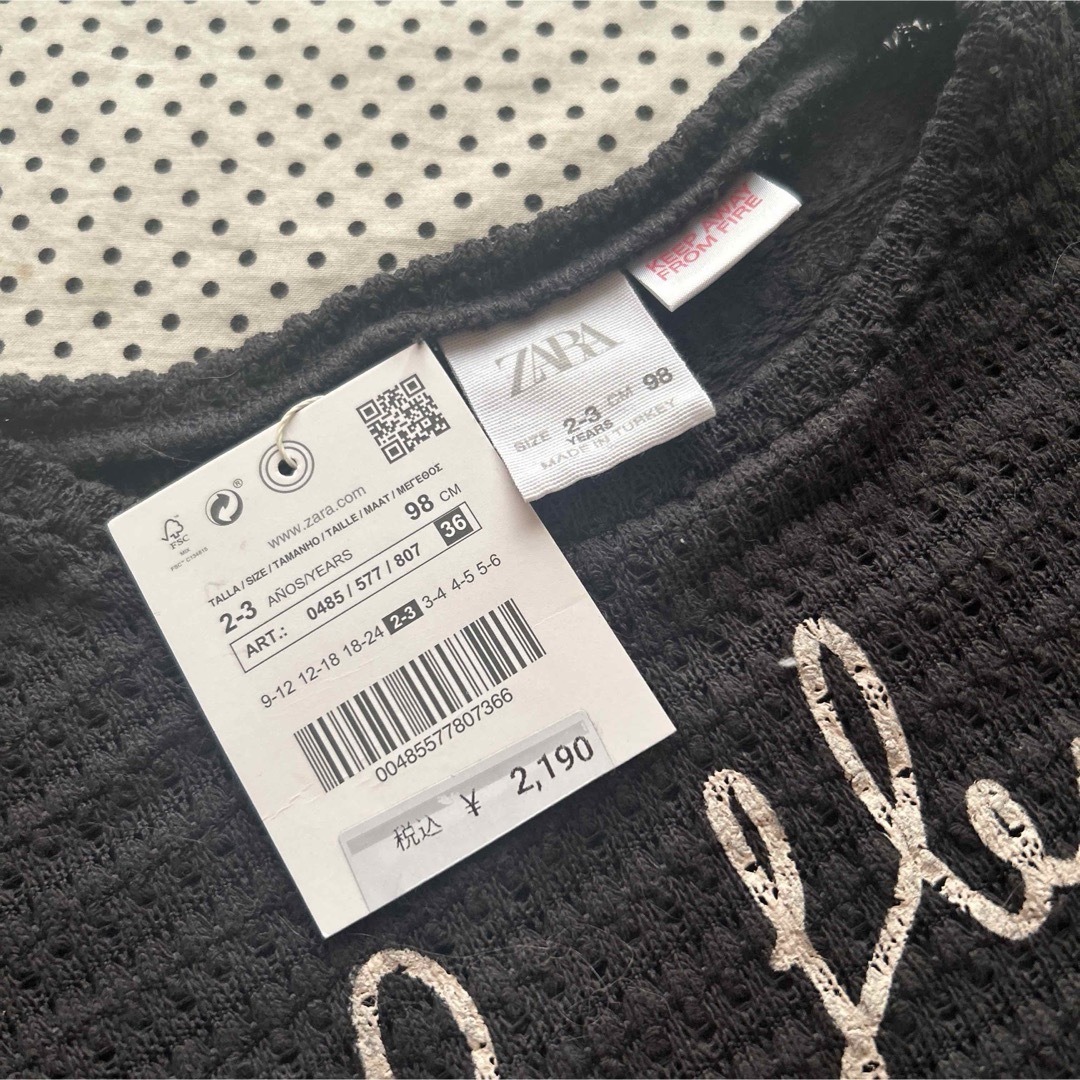 KEEP AWAY
FROM FIRE
ZARA
SIZE 2-3 CM 98
YEARS
MADE IN TURKEY
FSC
MIX
www.zara.com
TALLA / SIZE / TAMANHO / TAILLE / MAAT / ΜΕΓΕΘΟΣ
2-3 AÑOS/YEARS 98 CM
ART.: 0485 / 577 / 807 36
9-12 12-18 18-24 2-3 3-4 4-5 5-6
00485577807366
税込 ¥ 2,190